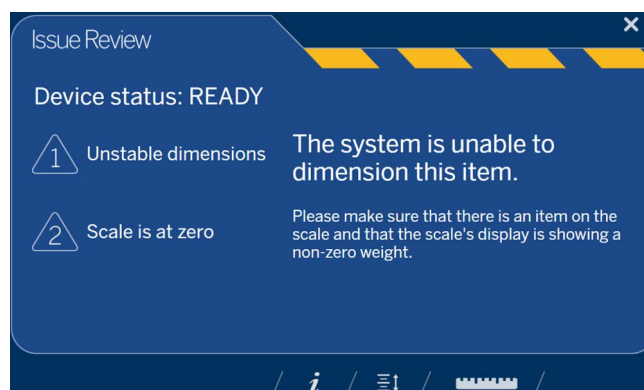 Issue Review
Device status: READY
1 Unstable dimensions
2 Scale is at zero
The system is unable to
dimension this item.
Please make sure that there is an item on the
scale and that the scale's display is showing a
non-zero weight.